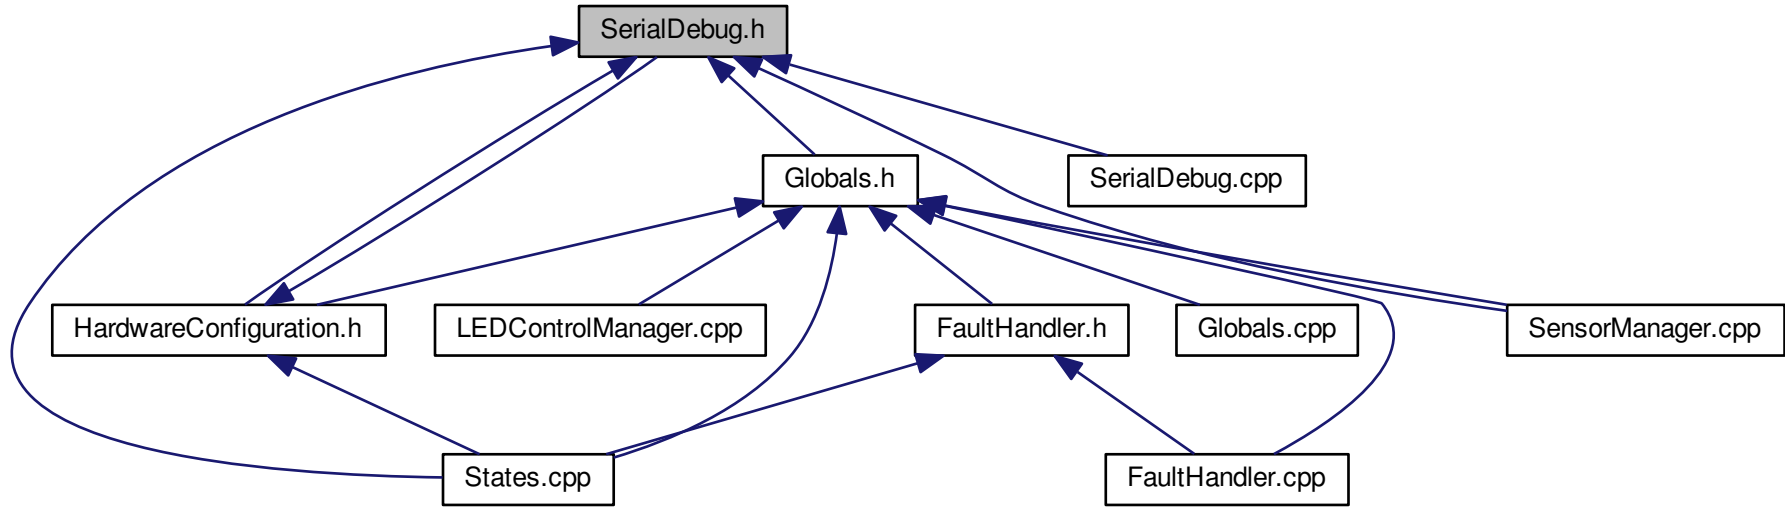 SerialDebug.h
Globals.h
SerialDebug.cpp
HardwareConfiguration.h
LEDControlManager.cpp
FaultHandler.h
Globals.cpp
SensorManager.cpp
States.cpp
FaultHandler.cpp